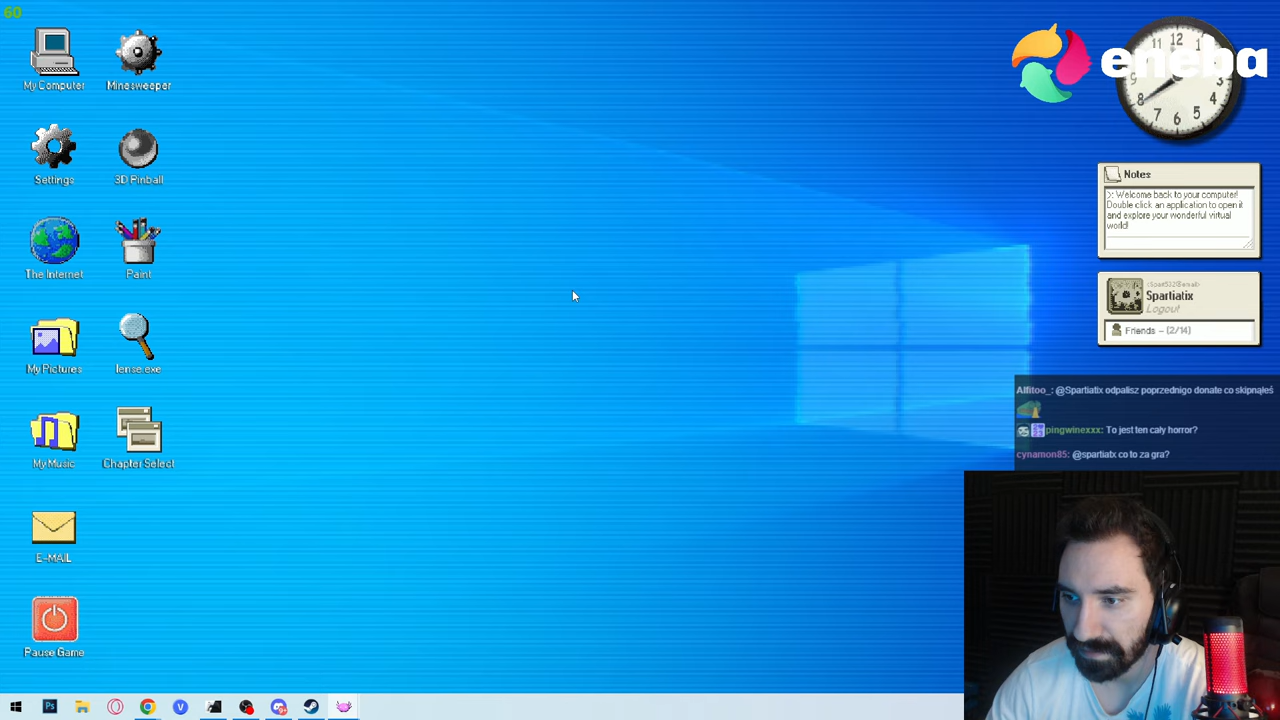 60
My Computer
Minesweeper
Settings
3D Pinball
The Internet
Paint
My Pictures
lense.exe
My Music
Chapter Select
E-MAIL
Pause Game
eneba
Notes
>: Welcome back to your computer!
Double click an application to open it
and explore your wonderful virtual
world!
Spartiatix
Logout
Friends - (2/14)
Alfitoo_: @Spartiatix odpalisz poprzednigo donate co skipnąłeś
pingwinexxx: To jest ten cały horror?
cynamon85: @spartiatx co to za gra?
Ps
V